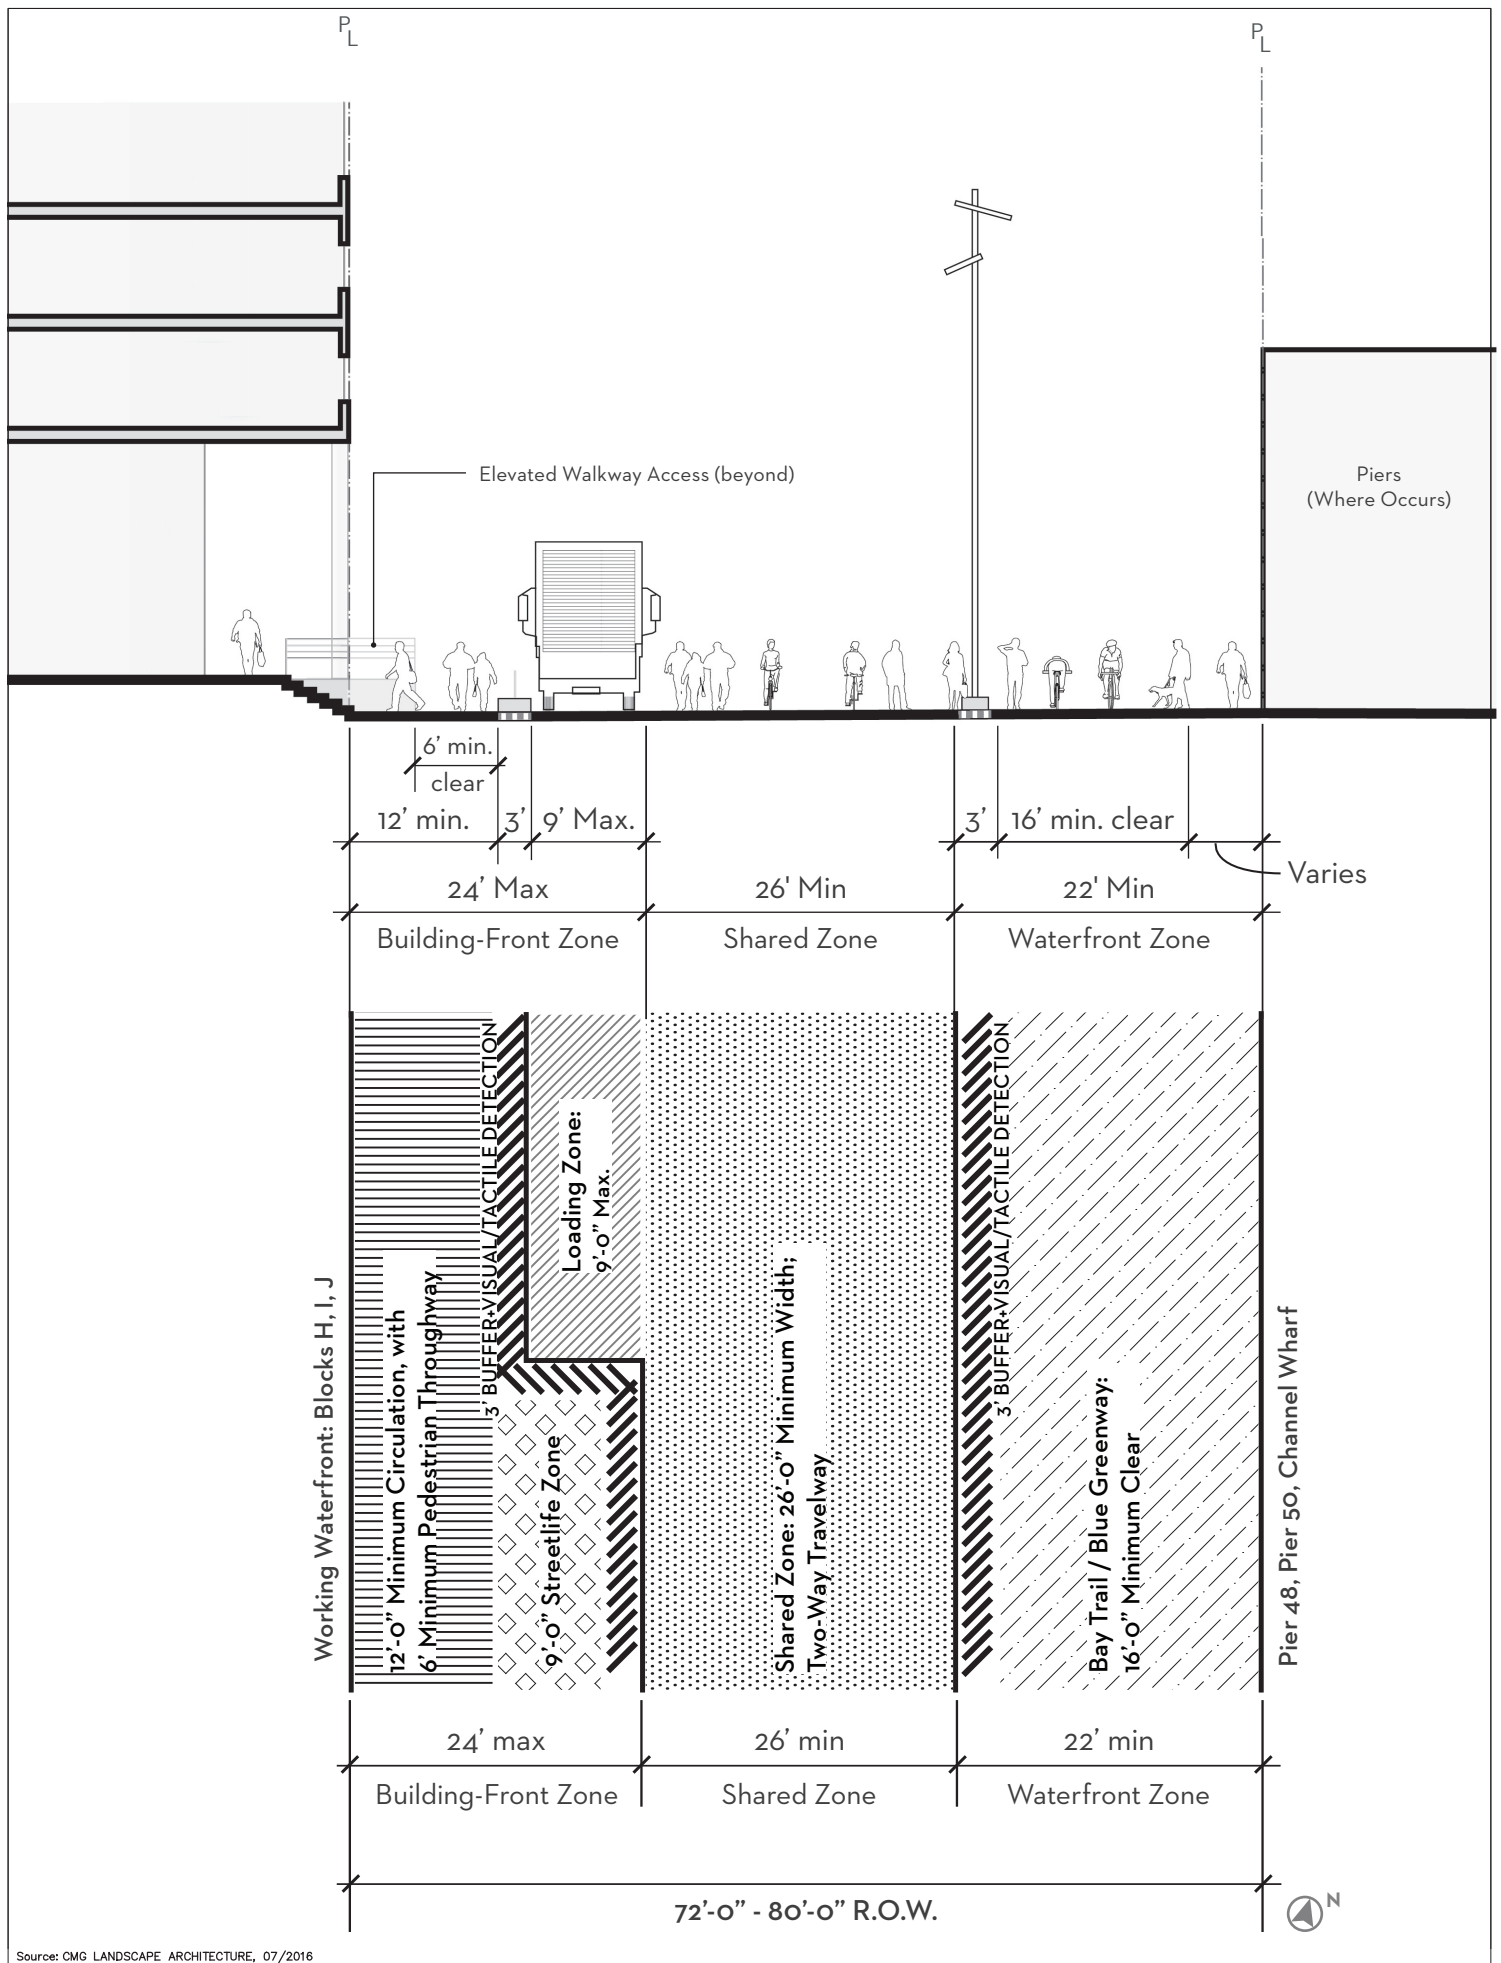 PL
PL
Elevated Walkway Access (beyond)
Piers
(Where Occurs)
6’ min.
clear
12’ min.
3’
9’ Max.
3’
16’ min. clear
Varies
24’ Max
26' Min
22' Min
Building-Front Zone
Shared Zone
Waterfront Zone
Working Waterfront: Blocks H, I, J
12’-0” Minimum Circulation, with
6’ Minimum Pedestrian Throughway
3’ BUFFER+VISUAL/TACTILE DETECTION
Loading Zone:
9’-0” Max.
9’-0” Streetlife Zone
Shared Zone: 26’-0” Minimum Width;
Two-Way Travelway
3’ BUFFER+VISUAL/TACTILE DETECTION
Bay Trail / Blue Greenway:
16’-0” Minimum Clear
Pier 48, Pier 50, Channel Wharf
24’ max
26’ min
22’ min
Building-Front Zone
Shared Zone
Waterfront Zone
72’-0” - 80’-0” R.O.W.
N
Source: CMG LANDSCAPE ARCHITECTURE, 07/2016